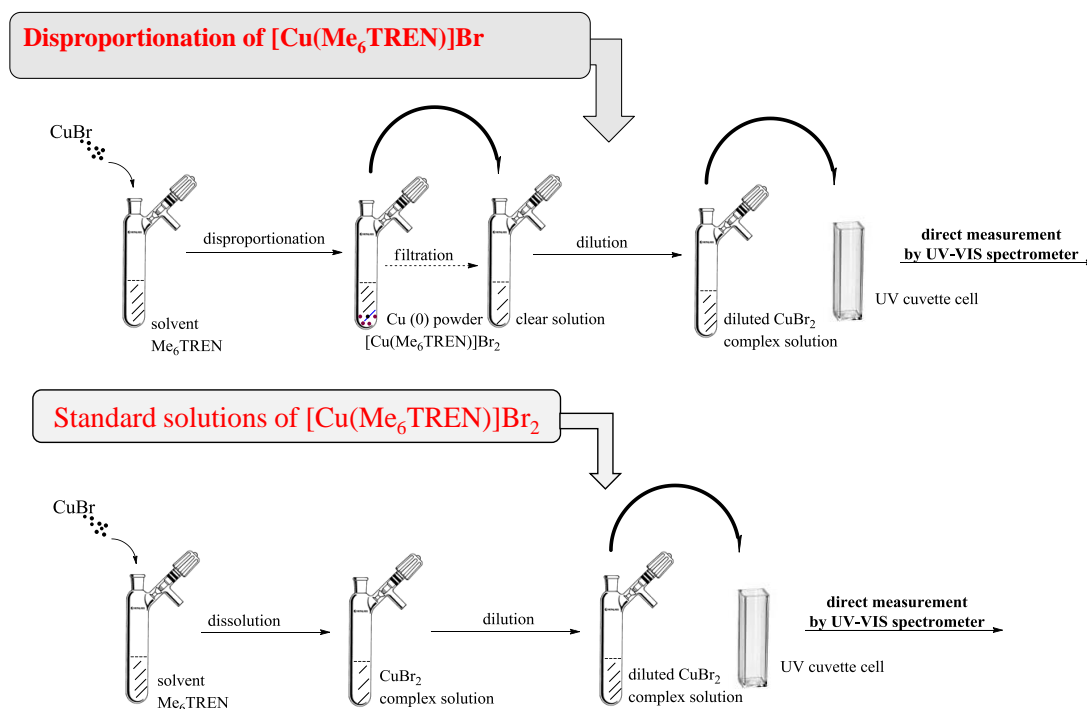 Disproportionation of [Cu(Me₆TREN)]Br
CuBr
disproportionation
filtration
dilution
direct measurement
by UV-VIS spectrometer
solvent
Me₆TREN
Cu (0) powder
[Cu(Me₆TREN)]Br₂
clear solution
diluted CuBr₂
complex solution
UV cuvette cell
Standard solutions of [Cu(Me₆TREN)]Br₂
CuBr
dissolution
dilution
direct measurement
by UV-VIS spectrometer
solvent
Me₆TREN
CuBr₂
complex solution
diluted CuBr₂
complex solution
UV cuvette cell